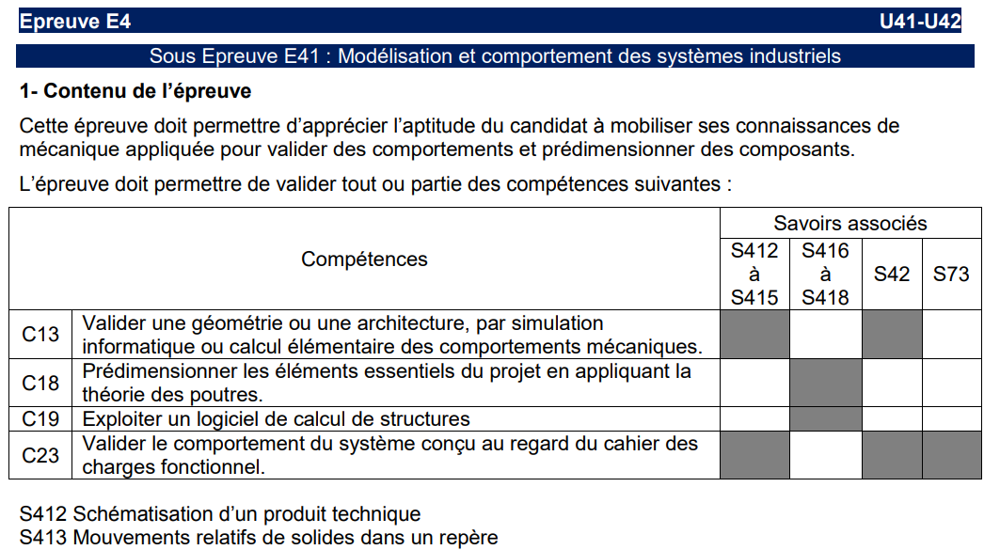 Epreuve E4 U41-U42
Sous Epreuve E41 : Modélisation et comportement des systèmes industriels
1- Contenu de l’épreuve
Cette épreuve doit permettre d’apprécier l’aptitude du candidat à mobiliser ses connaissances de
mécanique appliquée pour valider des comportements et prédimensionner des composants.
L’épreuve doit permettre de valider tout ou partie des compétences suivantes :
Compétences
Savoirs associés
S412
à
S415
S416
à
S418
S42
S73
C13
Valider une géométrie ou une architecture, par simulation
informatique ou calcul élémentaire des comportements mécaniques.
C18
Prédimensionner les éléments essentiels du projet en appliquant la
théorie des poutres.
C19
Exploiter un logiciel de calcul de structures
C23
Valider le comportement du système conçu au regard du cahier des
charges fonctionnel.
S412 Schématisation d’un produit technique
S413 Mouvements relatifs de solides dans un repère